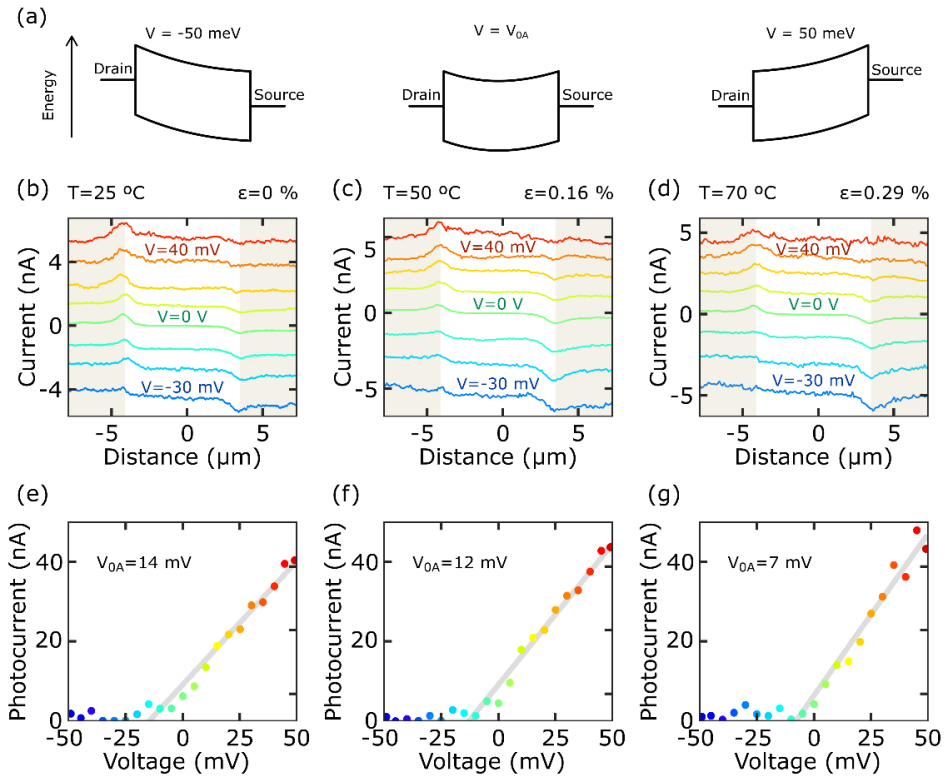 (a)
V = -50 meV
V = V0A
V = 50 meV
Energy
Drain
Source
Drain
Source
Drain
Source
(b)
T=25 ºC
ε=0 %
(c)
T=50 ºC
ε=0.16 %
(d)
T=70 ºC
ε=0.29 %
Current (nA)
4
0
-4
V=40 mV
V=0 V
V=-30 mV
-5
0
5
Distance (µm)
Current (nA)
5
0
-5
V=40 mV
V=0 V
V=-30 mV
-5
0
5
Distance (µm)
Current (nA)
5
0
-5
V=40 mV
V=0 V
V=-30 mV
-5
0
5
Distance (µm)
(e)
Photocurrent (nA)
40
20
0
V0A=14 mV
-50
-25
0
25
50
Voltage (mV)
(f)
Photocurrent (nA)
40
20
0
V0A=12 mV
-50
-25
0
25
50
Voltage (mV)
(g)
Photocurrent (nA)
40
20
0
V0A=7 mV
-50
-25
0
25
50
Voltage (mV)